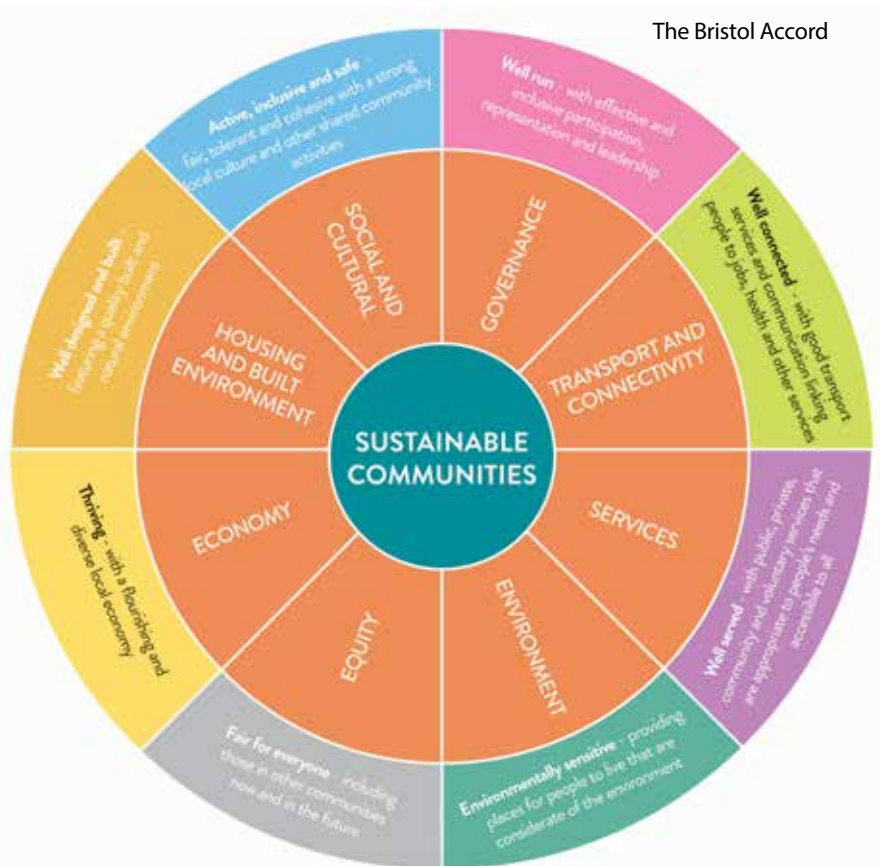 The Bristol Accord
Well run - with effective and
inclusive participation,
representation and leadership
Well connected - with good transport
services and communication linking
people to jobs, health and other services
Well served - with public, private,
community and voluntary services that
are appropriate to people's needs and
accessible to all
Environmentally sensitive - providing
places for people to live that are
considerate of the environment
Fair for everyone - including
those in other communities
now and in the future
Thriving - with a flourishing and
diverse local economy
Well designed and built -
featuring a quality built and
natural environment
Active, inclusive and safe -
Fair, tolerant and cohesive with a strong
local culture and other shared community
activities
GOVERNANCE
TRANSPORT AND
CONNECTIVITY
SERVICES
ENVIRONMENT
EQUITY
ECONOMY
HOUSING
AND BUILT
ENVIRONMENT
SOCIAL AND
CULTURAL
SUSTAINABLE
COMMUNITIES